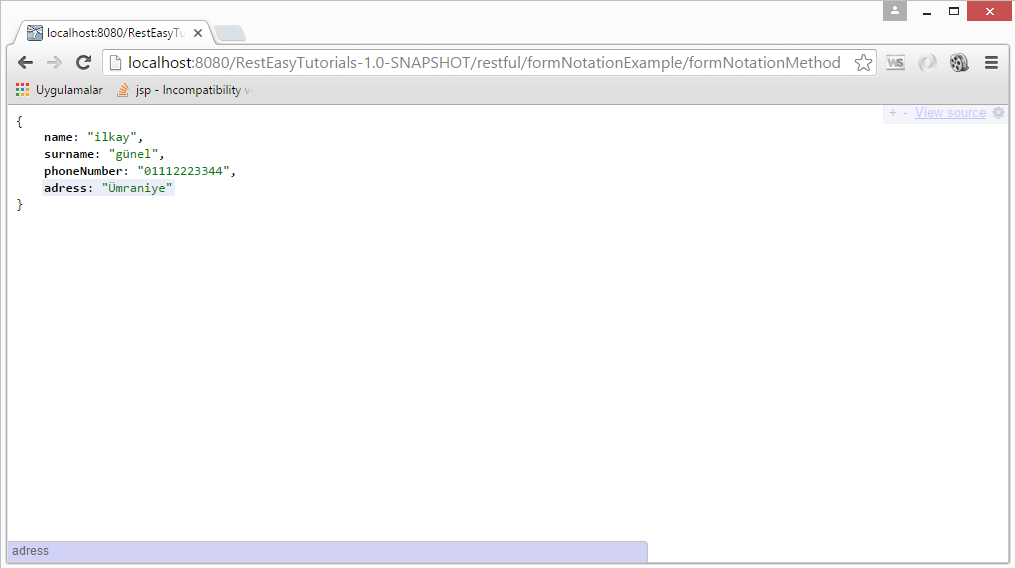 localhost:8080/RestEasyTu
localhost:8080/RestEasyTutorials-1.0-SNAPSHOT/restful/formNotationExample/formNotationMethod
Uygulamalar jsp - Incompatibility
+ - View source
{
name: "ilkay",
surname: "günel",
phoneNumber: "01112223344",
adress: "Ümraniye"
}
adress